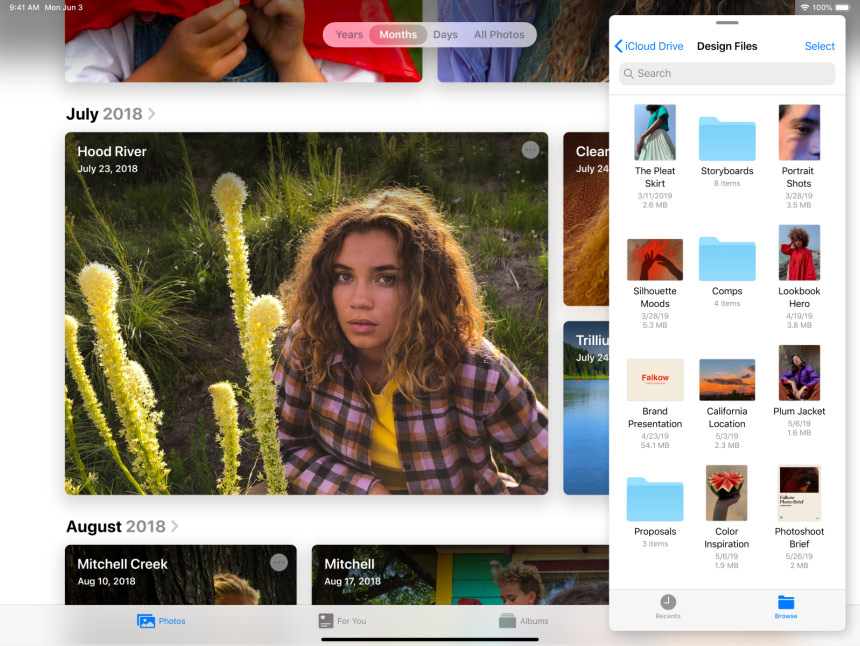 9:41 AM Mon Jun 3
100%
Years Months Days All Photos
July 2018
Hood River
July 23, 2018
Clear
July 24
Trilliu
July 24
August 2018
Mitchell Creek
Aug 10, 2018
Mitchell
Aug 17, 2018
Photos
For You
Albums
iCloud Drive
Design Files
Select
Search
The Pleat
Skirt
3/11/2019
2.6 MB
Storyboards
8 items
Portrait
Shots
3/28/19
3.5 MB
Silhouette
Moods
3/28/19
5.3 MB
Comps
4 items
Lookbook
Hero
4/19/19
3.8 MB
Falkow
Brand
Presentation
4/23/19
54.1 MB
California
Location
5/3/19
2.3 MB
Plum Jacket
5/6/19
1.6 MB
Proposals
3 items
Color
Inspiration
5/6/19
1.9 MB
Falkow
Photo Brief
Photoshoot
Brief
5/26/19
2 MB
Recents
Browse